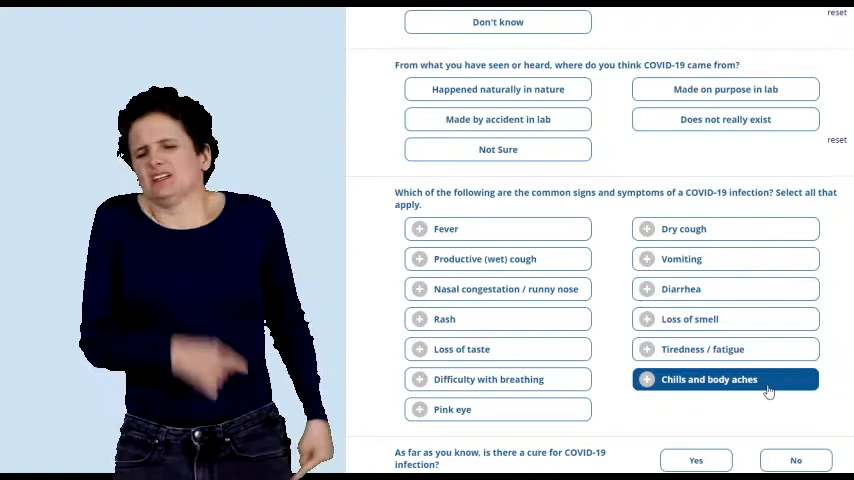 Don't know
reset
From what you have seen or heard, where do you think COVID-19 came from?
Happened naturally in nature
Made on purpose in lab
Made by accident in lab
Does not really exist
Not Sure
reset
Which of the following are the common signs and symptoms of a COVID-19 infection? Select all that
apply.
Fever
Dry cough
Productive (wet) cough
Vomiting
Nasal congestion / runny nose
Diarrhea
Rash
Loss of smell
Loss of taste
Tiredness / fatigue
Difficulty with breathing
Chills and body aches
Pink eye
As far as you know, is there a cure for COVID-19
infection?
Yes
No